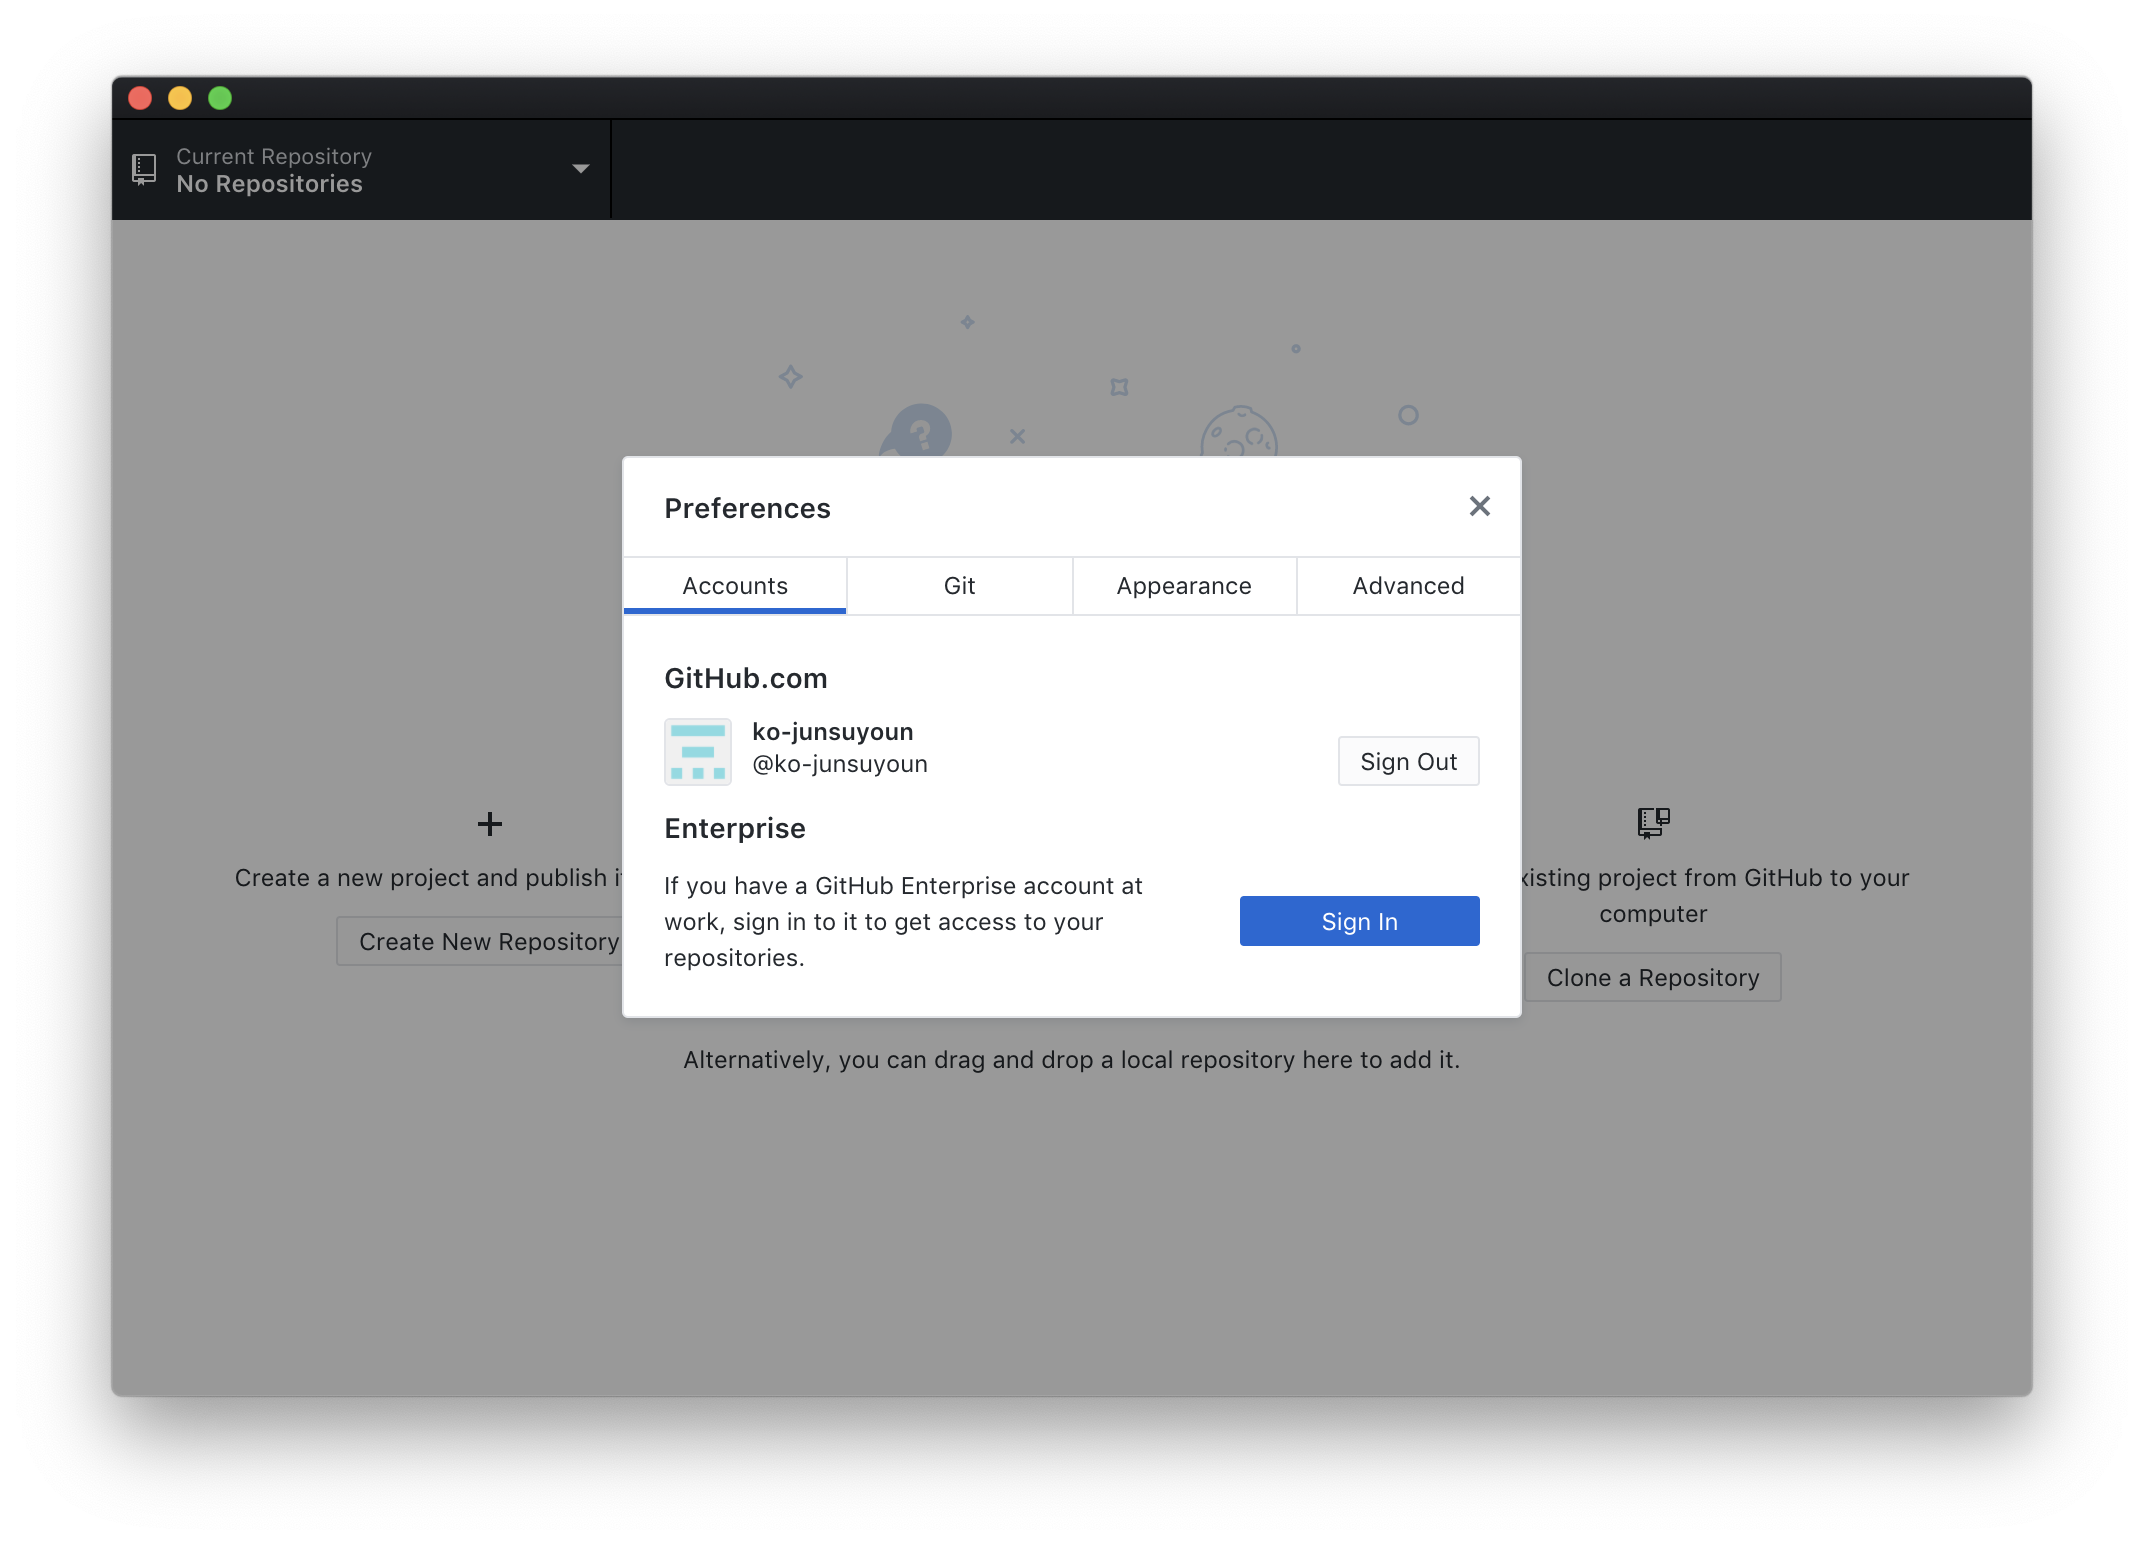 Current Repository
No Repositories
?
Preferences
Accounts
Git
Appearance
Advanced
GitHub.com
ko-junsuyoun
@ko-junsuyoun
Sign Out
Enterprise
If you have a GitHub Enterprise account at
work, sign in to it to get access to your
repositories.
Sign In
Create a new project and publish
Create New Repository
xisting project from GitHub to your
computer
Clone a Repository
Alternatively, you can drag and drop a local repository here to add it.